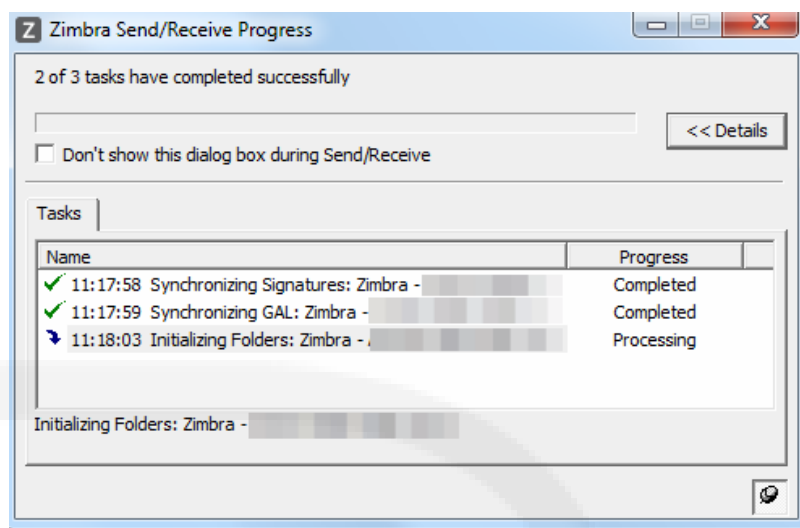 Z Zimbra Send/Receive Progress
2 of 3 tasks have completed successfully
<< Details
Don't show this dialog box during Send/Receive
Tasks
Name Progress
11:17:58 Synchronizing Signatures: Zimbra - Completed
11:17:59 Synchronizing GAL: Zimbra - Completed
11:18:03 Initializing Folders: Zimbra - Processing
Initializing Folders: Zimbra -